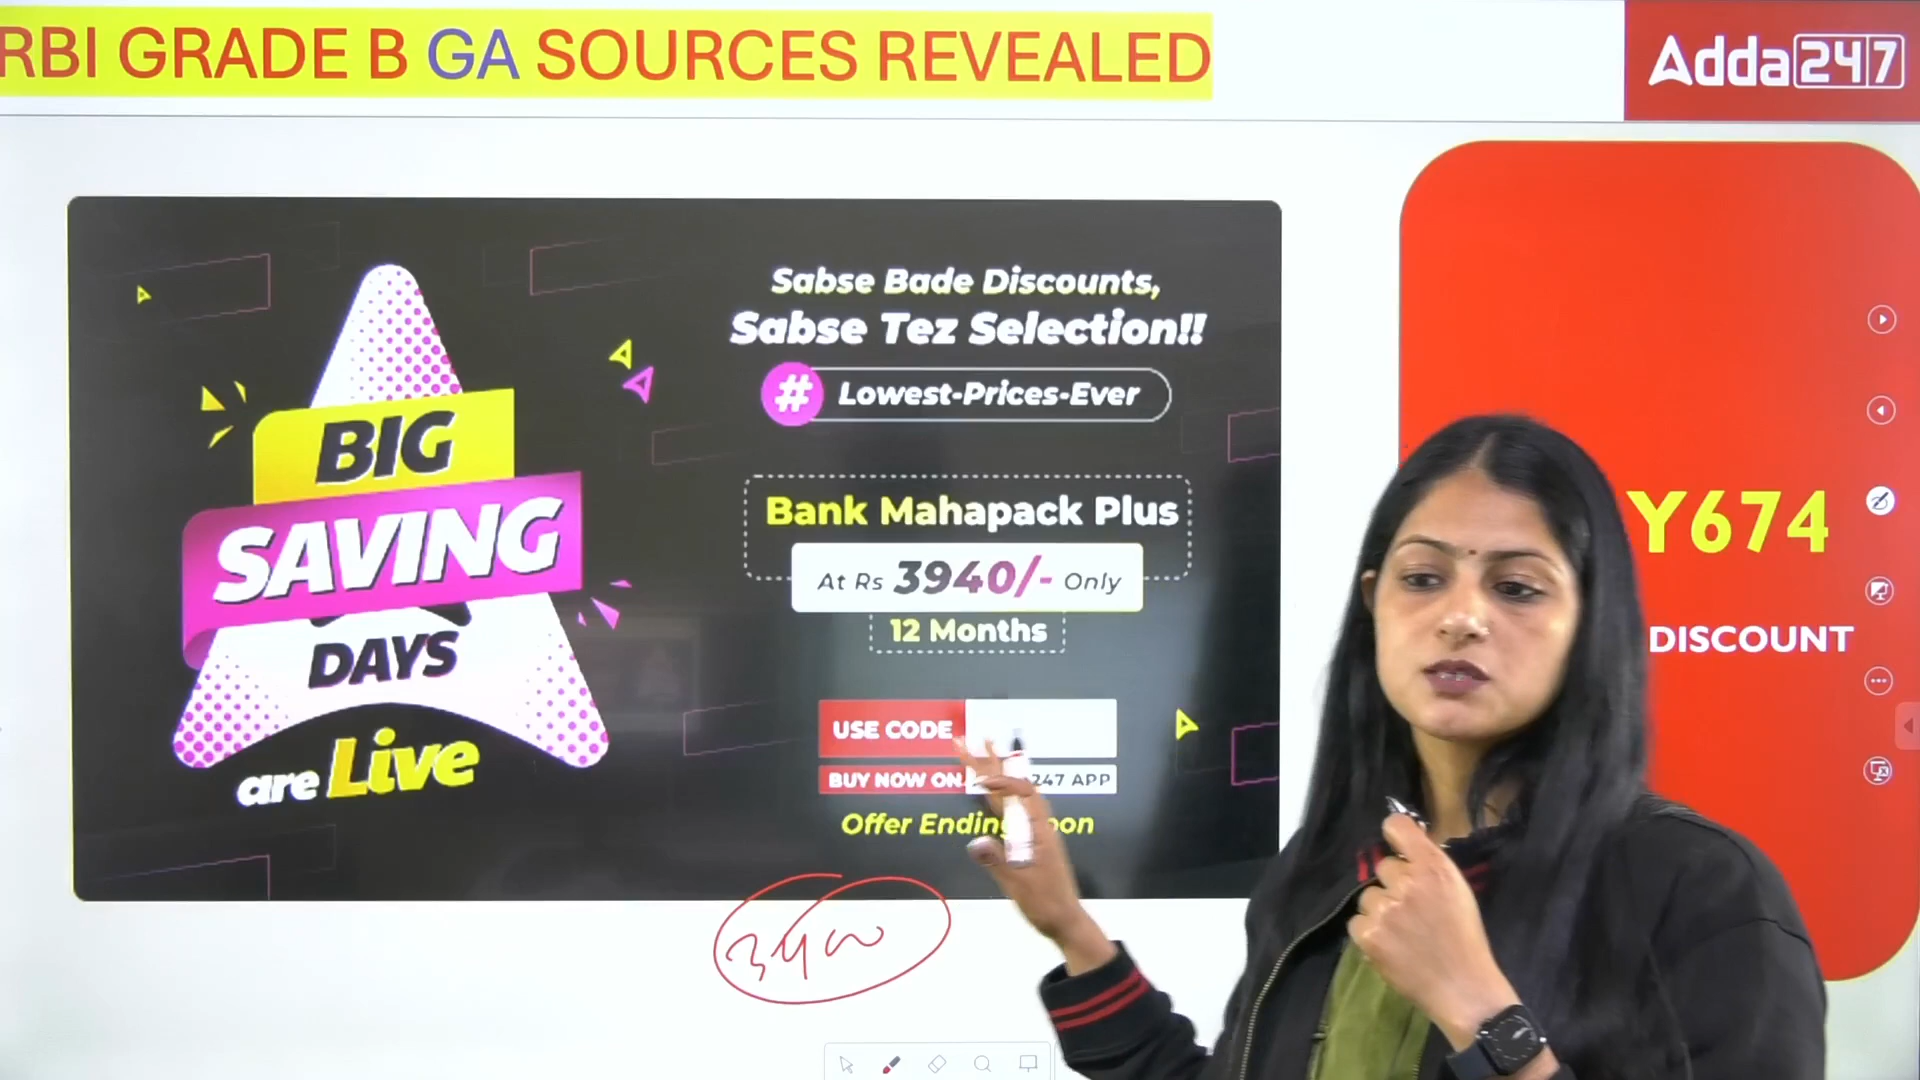 RBI GRADE B GA SOURCES REVEALED
Adda247
Sabse Bade Discounts,
Sabse Tez Selection!!
# Lowest-Prices-Ever
BIG
SAVING
DAYS
are Live
Bank Mahapack Plus
At Rs 3940/- Only
12 Months
USE CODE
BUY NOW ON 247 APP
Offer Ending
Y674
DISCOUNT